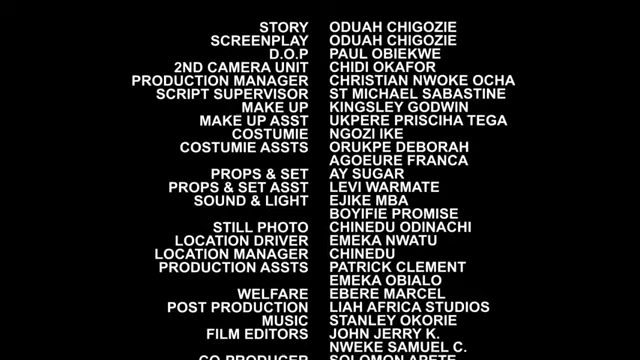 STORY ODUAH CHIGOZIE
SCREENPLAY ODUAH CHIGOZIE
D.O.P PAUL OBIEKWE
2ND CAMERA UNIT CHIDI OKAFOR
PRODUCTION MANAGER CHRISTIAN NWOKE OCHA
SCRIPT SUPERVISOR ST MICHAEL SABASTINE
MAKE UP KINGSLEY GODWIN
MAKE UP ASST UKPERE PRISCIHA TEGA
COSTUMIE NGOZI IKE
COSTUMIE ASSTS ORUKPE DEBORAH
AGOEURE FRANCA
PROPS & SET AY SUGAR
PROPS & SET ASST LEVI WARMATE
SOUND & LIGHT EJIKE MBA
BOYIFIE PROMISE
STILL PHOTO CHINEDU ODINACHI
LOCATION DRIVER EMEKA NWATU
LOCATION MANAGER CHINEDU
PRODUCTION ASSTS PATRICK CLEMENT
EMEKA OBIALO
WELFARE EBERE MARCEL
POST PRODUCTION LIAH AFRICA STUDIOS
MUSIC STANLEY OKORIE
FILM EDITORS JOHN JERRY K.
NWEKE SAMUEL C.
CO PRODUCER SOLOMON APETE